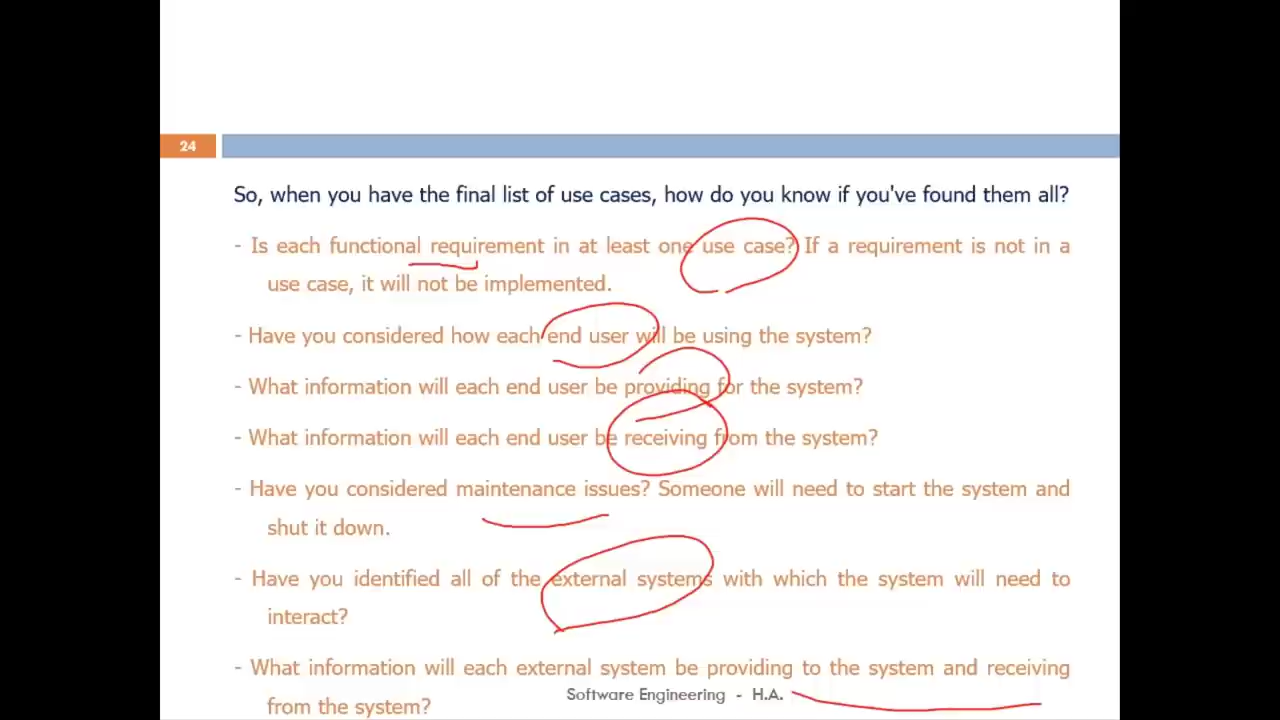 24
So, when you have the final list of use cases, how do you know if you've found them all?
- Is each functional requirement in at least one use case? If a requirement is not in a
use case, it will not be implemented.
- Have you considered how each end user will be using the system?
- What information will each end user be providing for the system?
- What information will each end user be receiving from the system?
- Have you considered maintenance issues? Someone will need to start the system and
shut it down.
- Have you identified all of the external systems with which the system will need to
interact?
- What information will each external system be providing to the system and receiving
from the system?
Software Engineering - H.A.